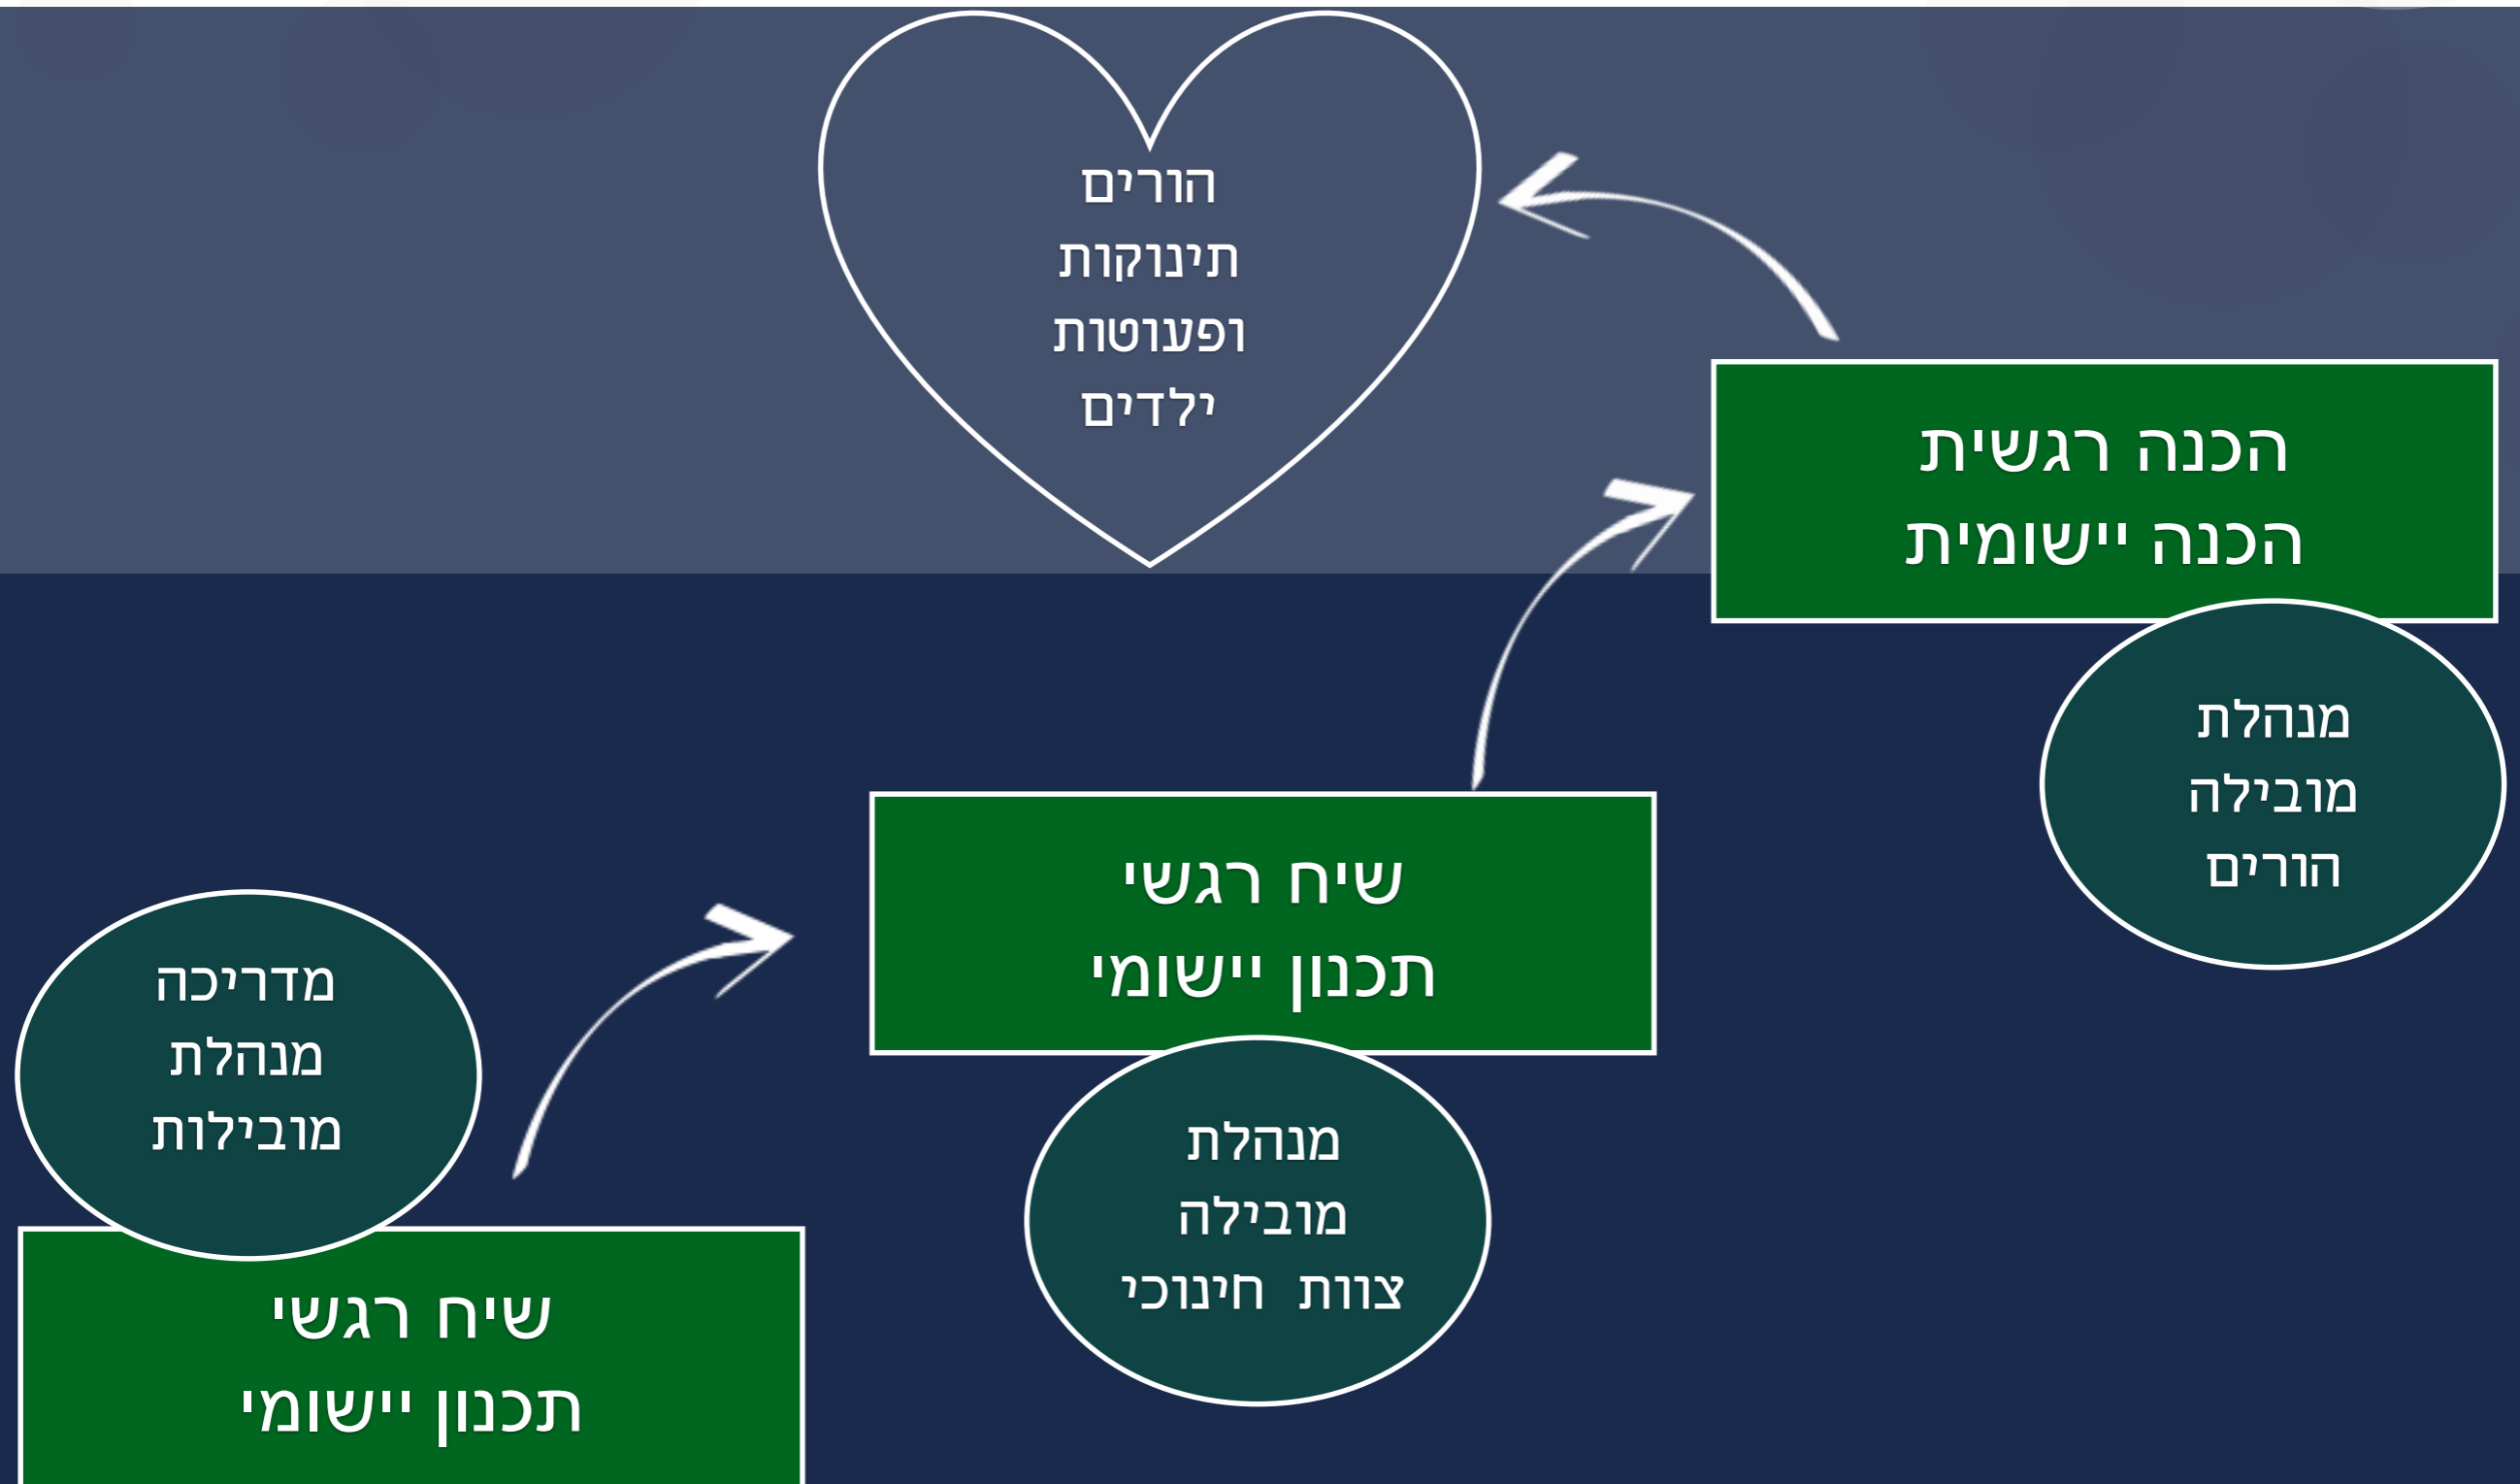 הורים
תינוקות
ופעוטות
ילדים
הכנה רגשית
הכנה יישומית
מנהלת
מובילה
הורים
שיח רגשי
תכנון יישומי
מנהלת
מובילה
צוות חינוכי
מדריכה
מנהלת
מובילות
שיח רגשי
תכנון יישומי